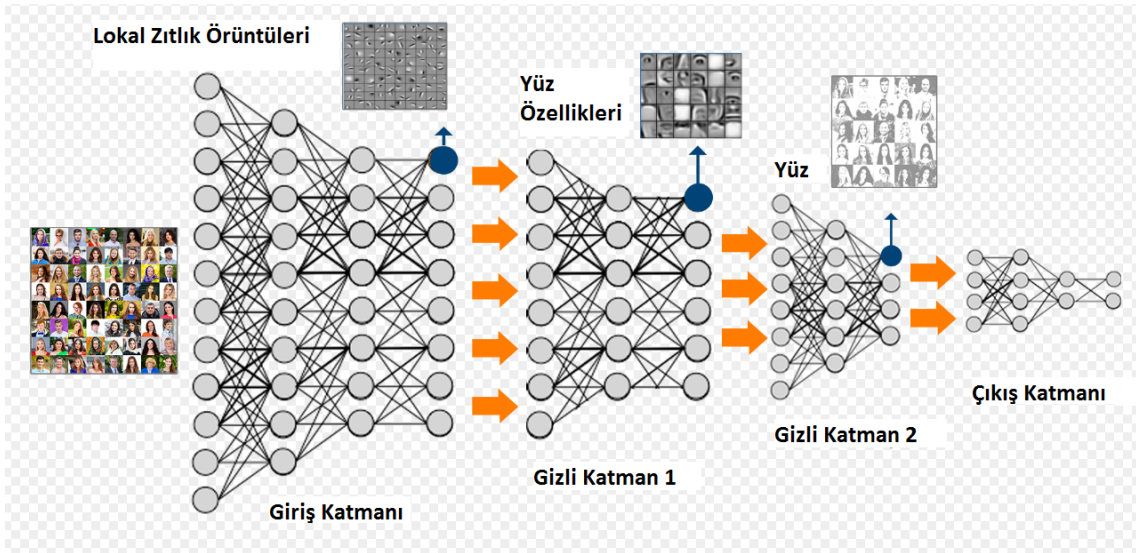 Lokal Zıtlık Örüntüleri
Yüz
Özellikleri
Yüz
Giriş Katmanı
Gizli Katman 1
Gizli Katman 2
Çıkış Katmanı